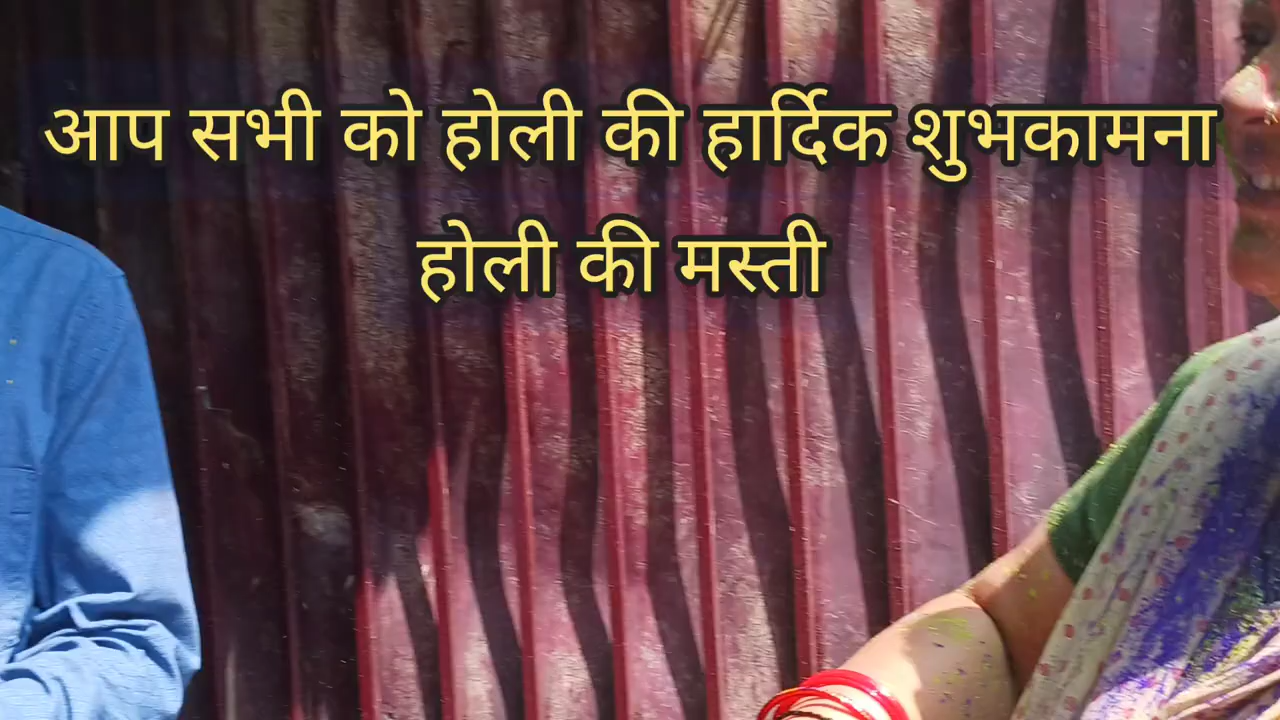 आप सभी को होली की हार्दिक शुभकामना
होली की मस्ती